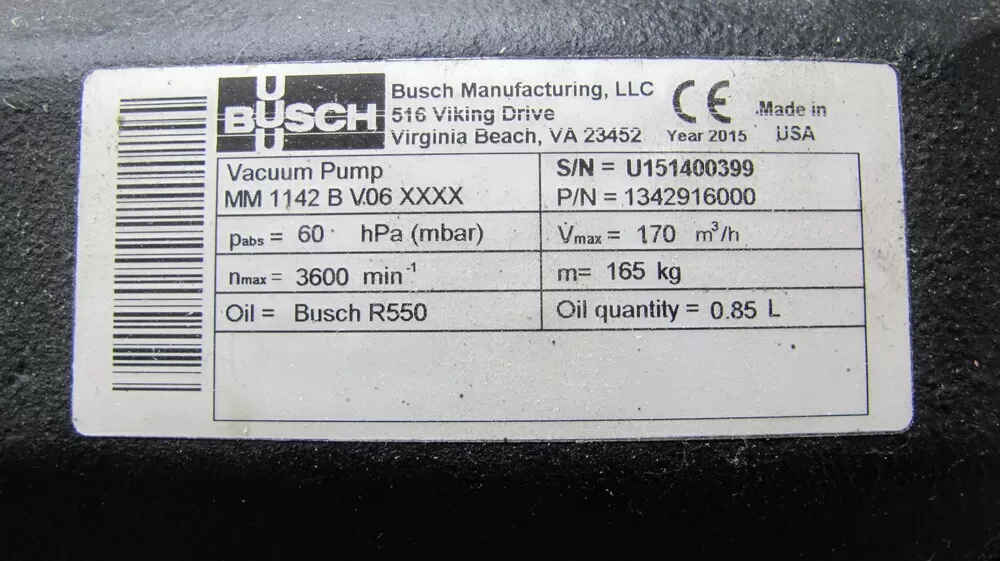 BUSCH
Busch Manufacturing, LLC
516 Viking Drive
Virginia Beach, VA 23452
CE
Year 2015
Made in
USA
Vacuum Pump
MM 1142 B V.06 XXXX
S/N = U151400399
P/N = 1342916000
pabs = 60 hPa (mbar)
V̇max = 170 m³/h
nmax = 3600 min⁻¹
m= 165 kg
Oil = Busch R550
Oil quantity = 0.85 L